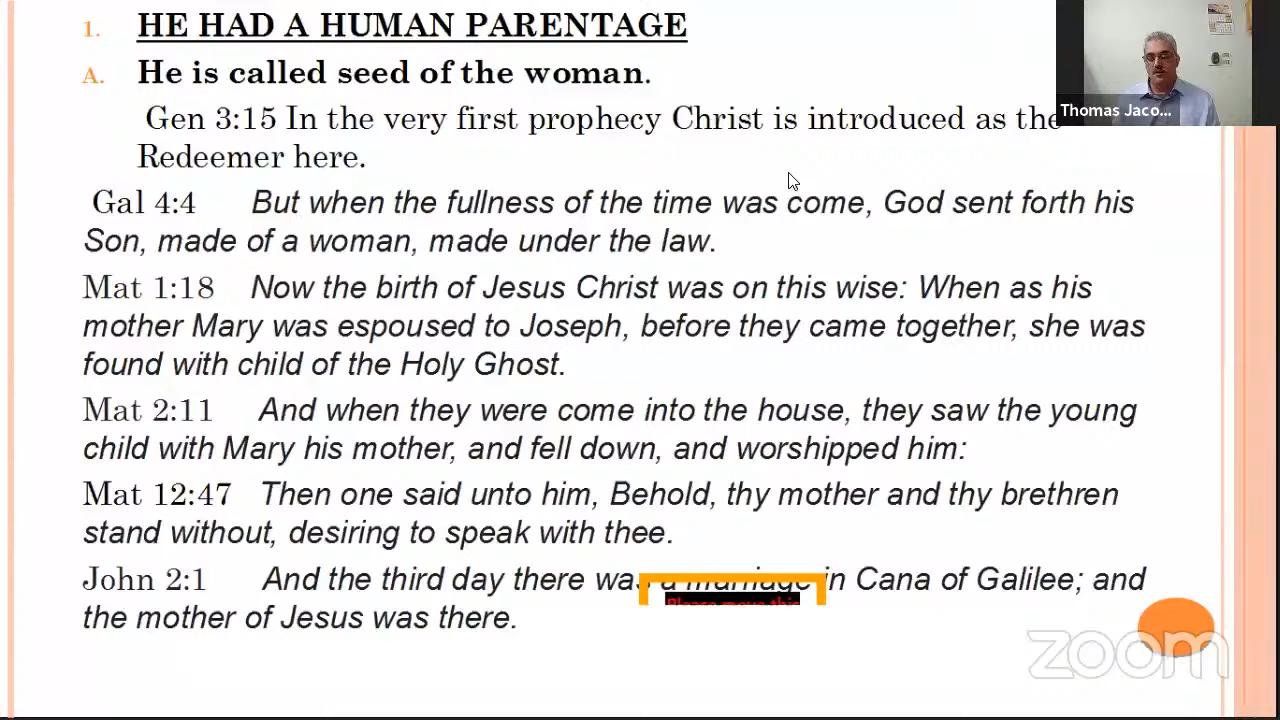 1. HE HAD A HUMAN PARENTAGE
A. He is called seed of the woman.
Gen 3:15 In the very first prophecy Christ is introduced as the
Redeemer here.
Gal 4:4 But when the fullness of the time was come, God sent forth his
Son, made of a woman, made under the law.
Mat 1:18 Now the birth of Jesus Christ was on this wise: When as his
mother Mary was espoused to Joseph, before they came together, she was
found with child of the Holy Ghost.
Mat 2:11 And when they were come into the house, they saw the young
child with Mary his mother, and fell down, and worshipped him:
Mat 12:47 Then one said unto him, Behold, thy mother and thy brethren
stand without, desiring to speak with thee.
John 2:1 And the third day there was a marriage in Cana of Galilee; and
the mother of Jesus was there.
Please move this
Thomas Jaco...
zoom